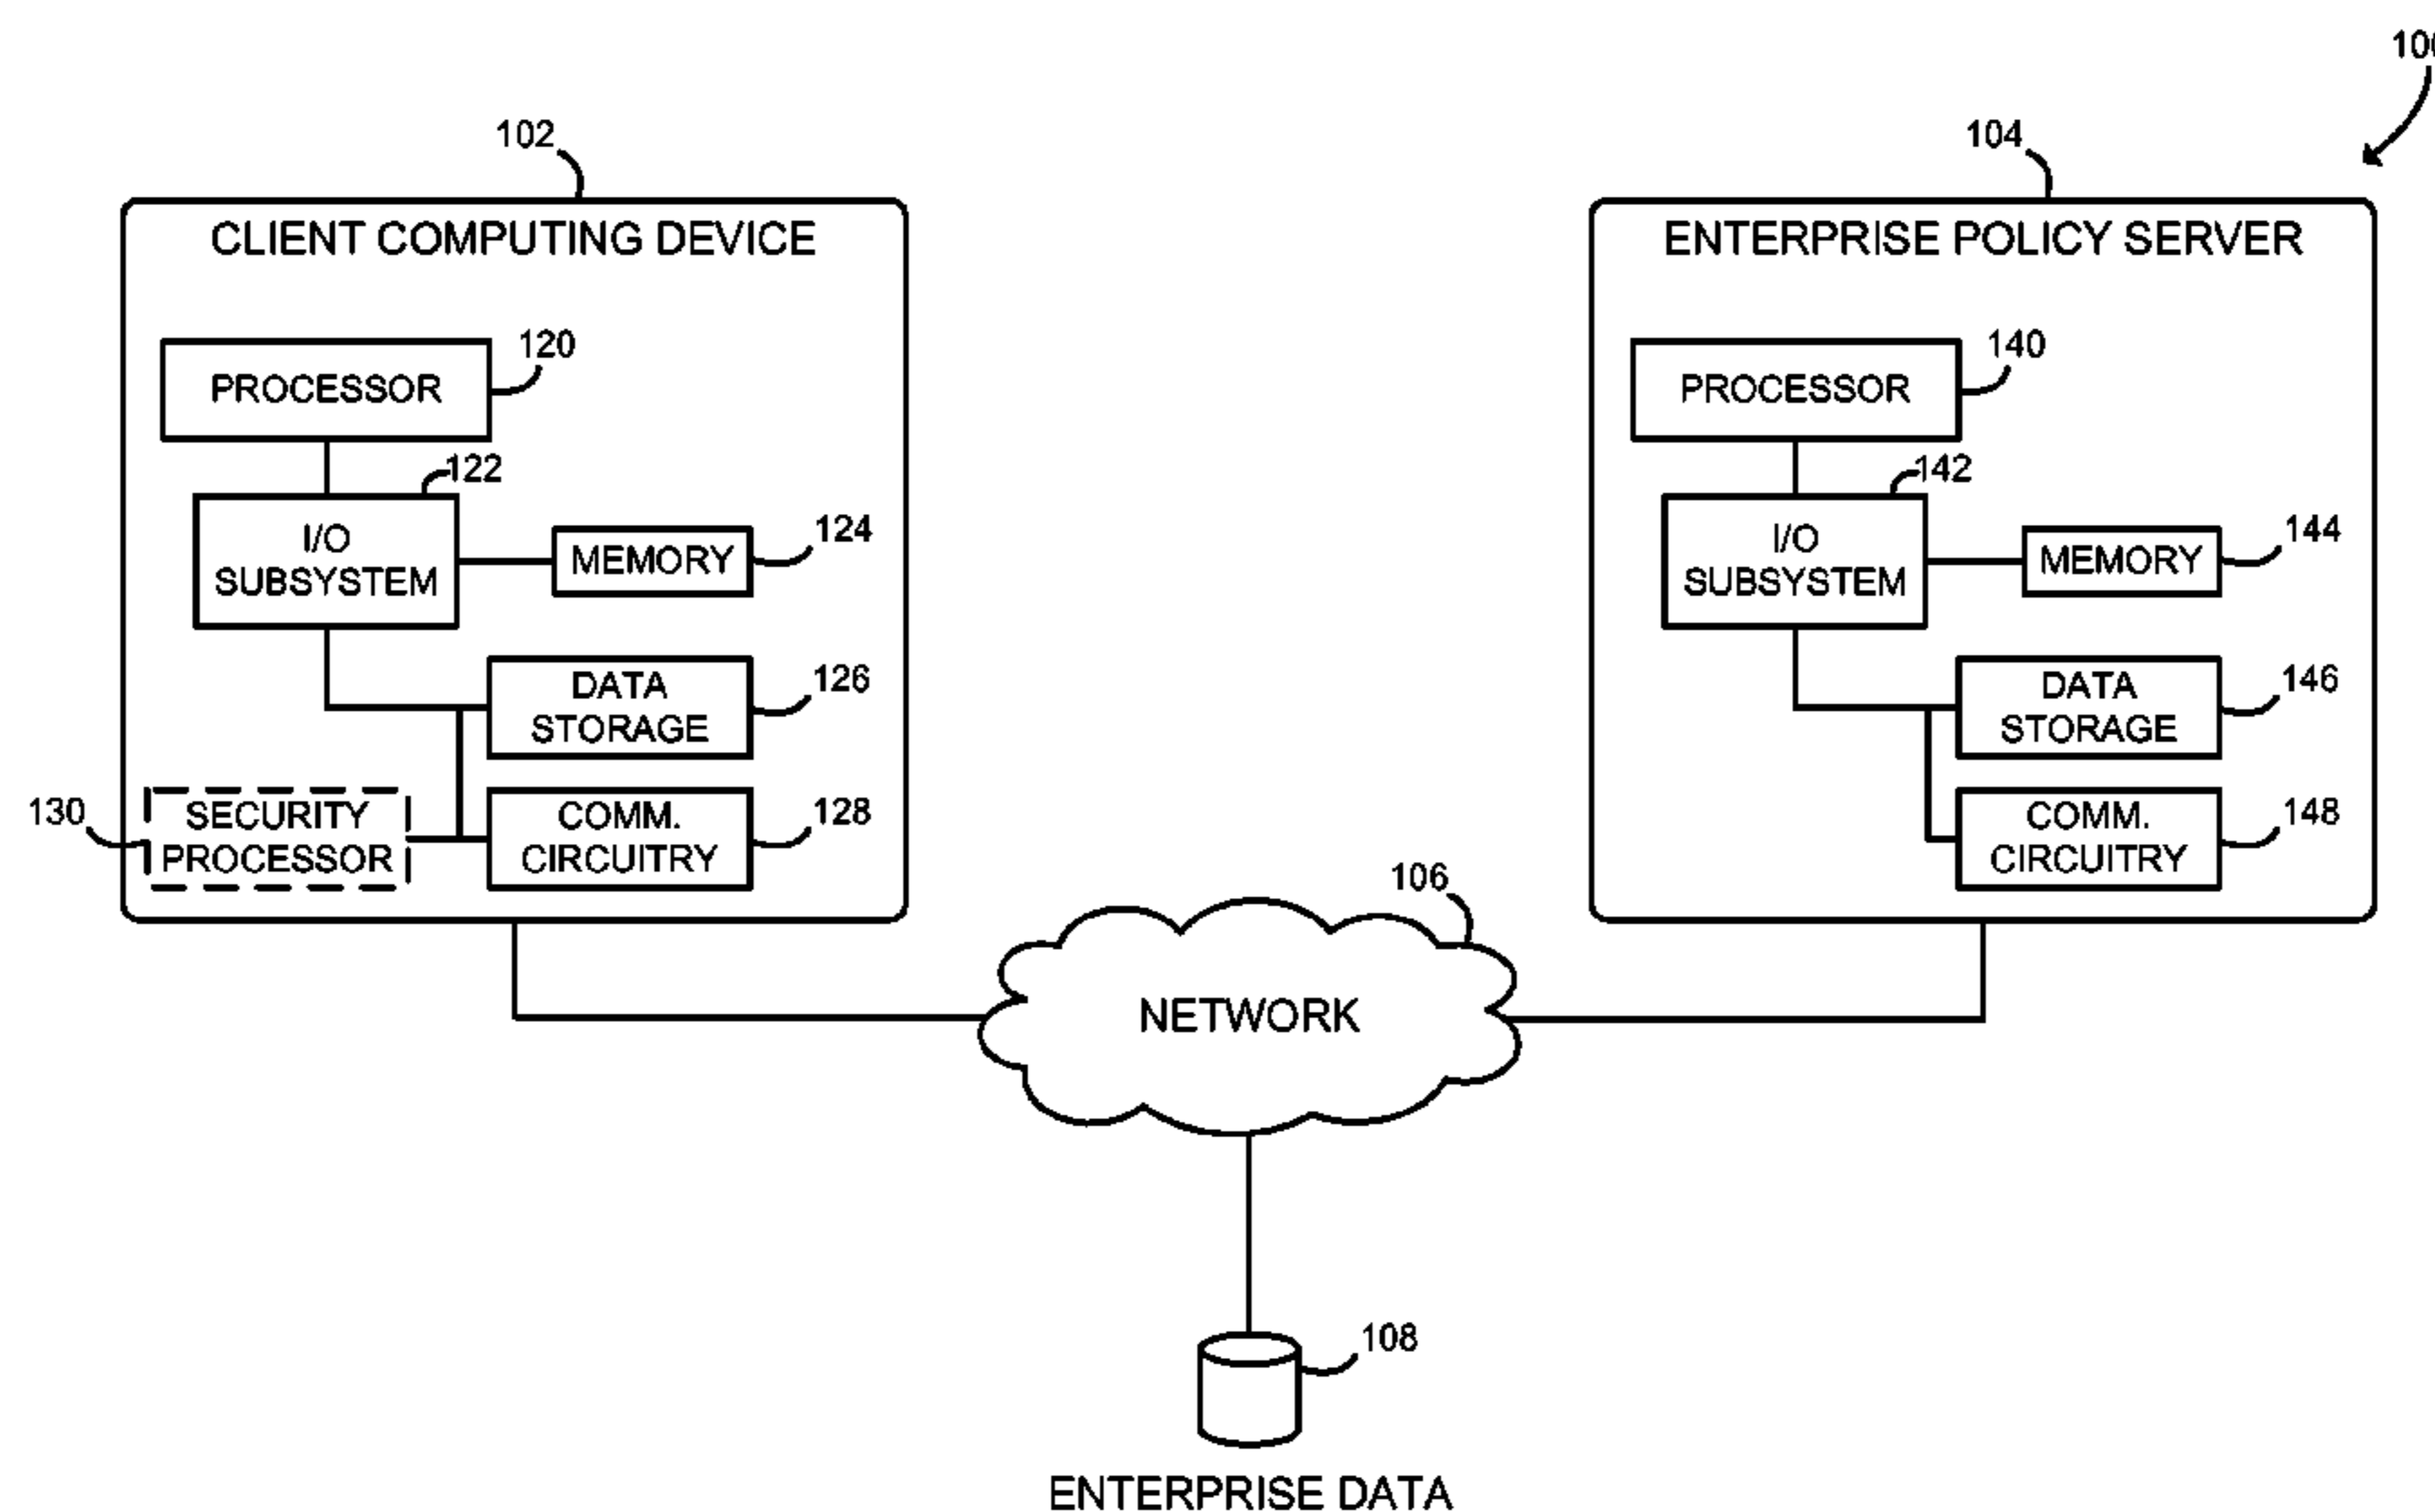 100
102
104
CLIENT COMPUTING DEVICE
120
PROCESSOR
122
I/O
SUBSYSTEM
124
MEMORY
126
DATA
STORAGE
130
SECURITY
PROCESSOR
128
COMM.
CIRCUITRY
ENTERPRISE POLICY SERVER
140
PROCESSOR
142
I/O
SUBSYSTEM
144
MEMORY
146
DATA
STORAGE
148
COMM.
CIRCUITRY
106
NETWORK
108
ENTERPRISE DATA